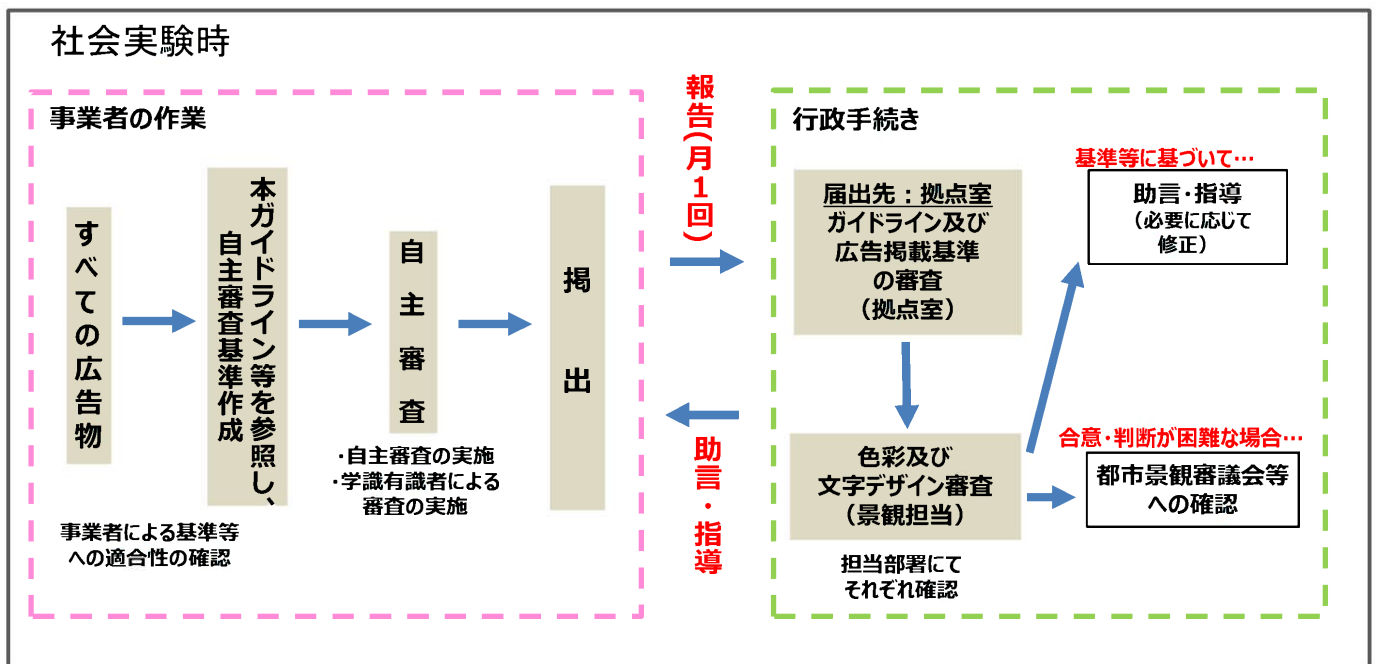 社会実験時
事業者の作業
すべての広告物
本ガイドライン等を参照し、
自主審査基準作成
自主審査
掲出
事業者による基準等
への適合性の確認
・自主審査の実施
・学識有識者による
審査の実施
報告(月1回)
助言・指導
行政手続き
届出先：拠点室
ガイドライン及び
広告掲載基準
の審査
（拠点室）
色彩及び
文字デザイン審査
（景観担当）
担当部署にて
それぞれ確認
基準等に基づいて…
助言・指導
（必要に応じて
修正）
合意・判断が困難な場合…
都市景観審議会等
への確認